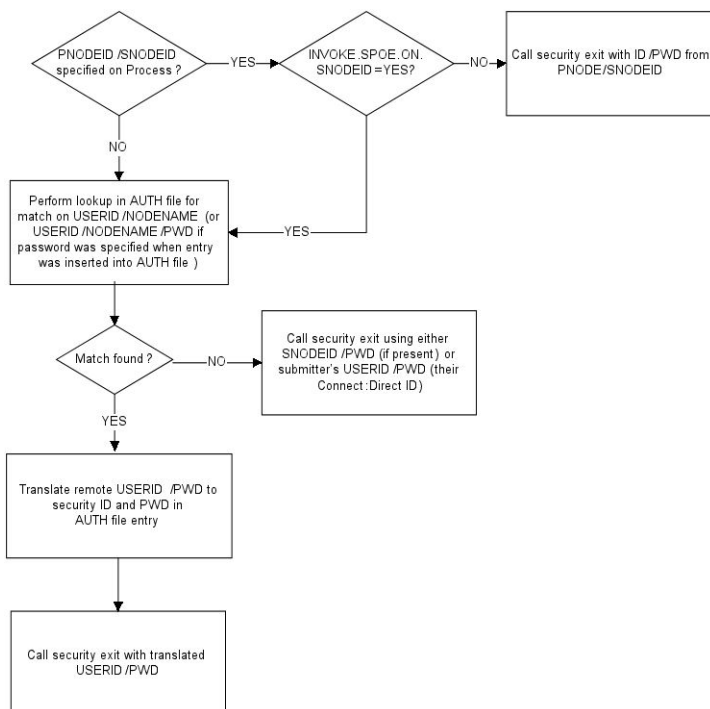 PNODEID /SNODEID
specified on Process ?
YES
INVOKE.SPOE.ON.
SNODEID =YES?
NO
Call security exit with ID /PWD from
PNODE/SNODEID
NO
YES
Perform lookup in AUTH file for
match on USERID /NODENAME (or
USERID /NODENAME /PWD if
password was specified when entry
was inserted into AUTH file )
Match found ?
NO
Call security exit using either
SNODEID /PWD (if present ) or
submitter's USERID /PWD (their
Connect :Direct ID )
YES
Translate remote USERID /PWD to
security ID and PWD in
AUTH file entry
Call security exit with translated
USERID /PWD